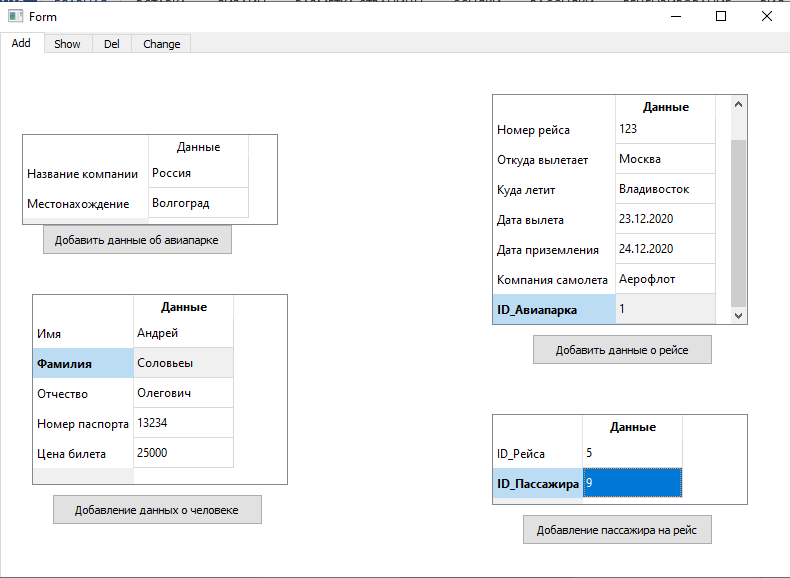 Form
Add Show Del Change
Данные
Название компании Россия
Местонахождение Волгоград
Добавить данные об авиапарке
Данные
Имя Андрей
Фамилия Соловьеы
Отчество Олегович
Номер паспорта 13234
Цена билета 25000
Добавление данных о человеке
Данные
Номер рейса 123
Откуда вылетает Москва
Куда летит Владивосток
Дата вылета 23.12.2020
Дата приземления 24.12.2020
Компания самолета Аерофлот
ID_Авиапарка 1
Добавить данные о рейсе
Данные
ID_Рейса 5
ID_Пассажира 9
Добавление пассажира на рейс